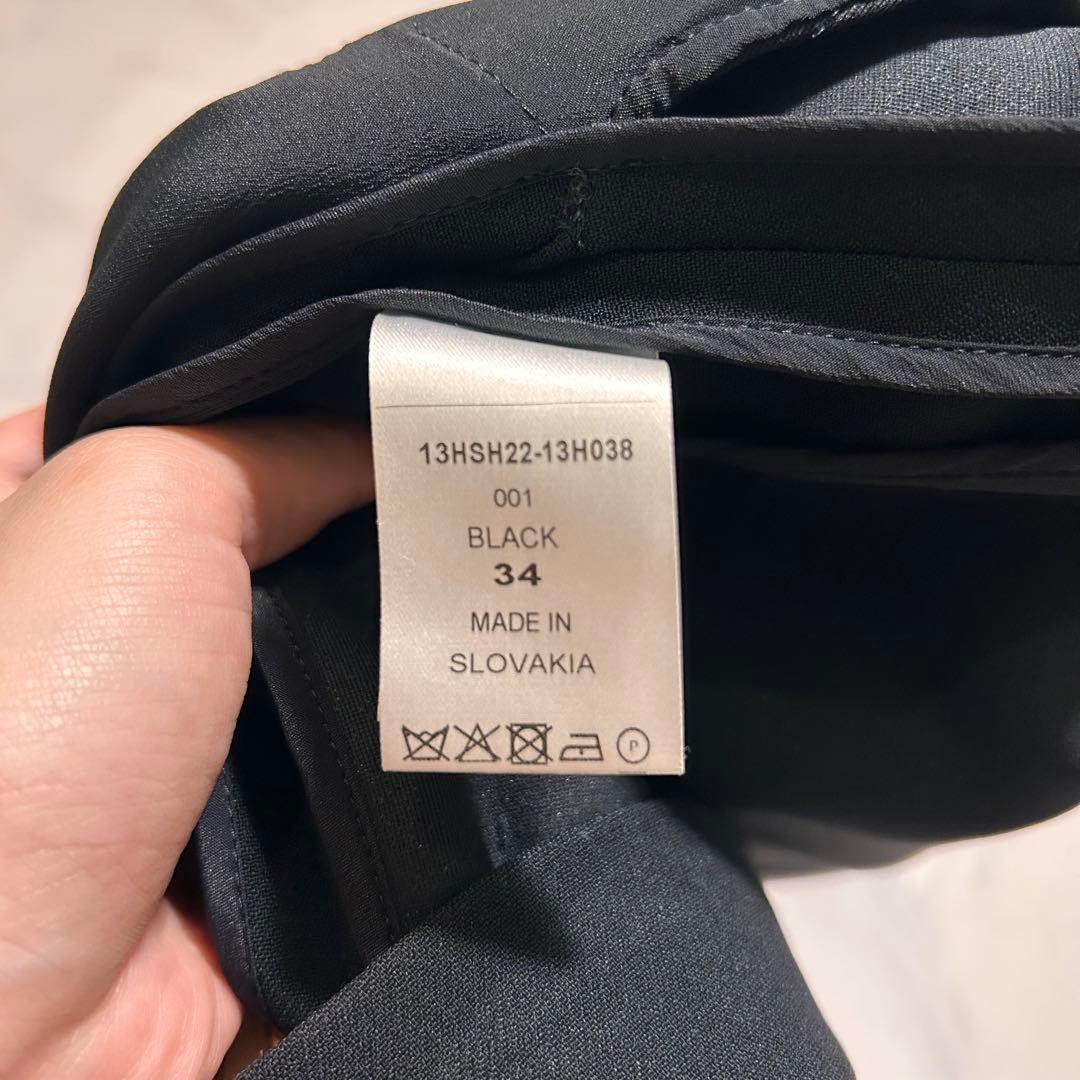 13HSH22-13H038
001
BLACK
34
MADE IN
SLOVAKIA
P